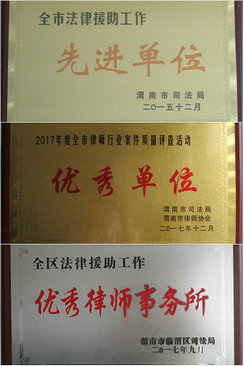 全市法律援助工作
先进单位
渭南市司法局
二〇一五十二月
2017年度全市律师行业案件质量评查活动
优秀单位
渭南市司法局
渭南市律师协会
二〇一七年十二月
全区法律援助工作
优秀律师事务所
渭南市临渭区司法局
二〇一七年九月